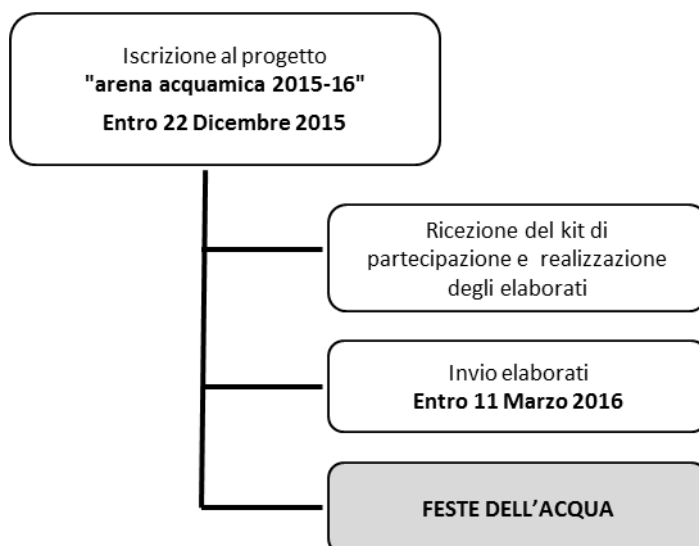 Iscrizione al progetto
"arena acquamica 2015-16"
Entro 22 Dicembre 2015
Ricezione del kit di
partecipazione e realizzazione
degli elaborati
Invio elaborati
Entro 11 Marzo 2016
FESTE DELL’ACQUA